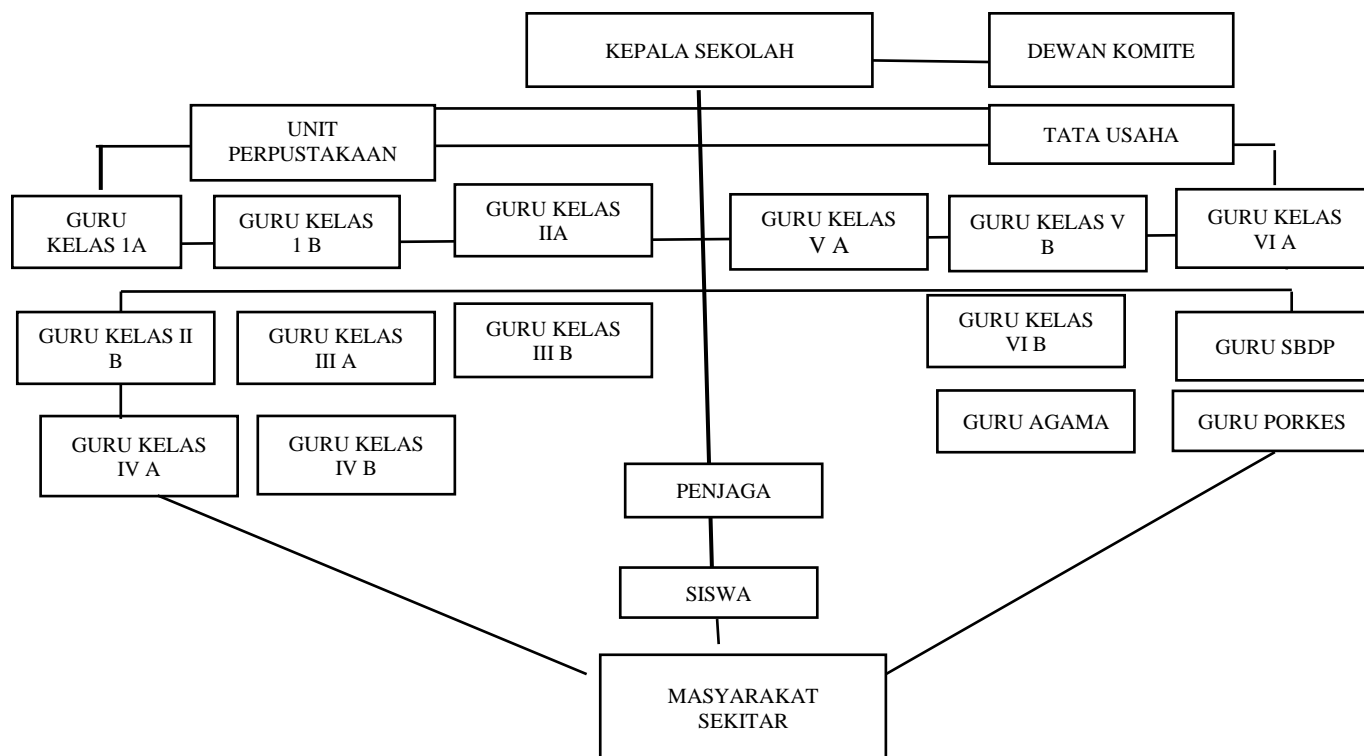 KEPALA SEKOLAH
DEWAN KOMITE
UNIT
PERPUSTAKAAN
TATA USAHA
GURU
KELAS 1A
GURU KELAS
1 B
GURU KELAS
IIA
GURU KELAS
V A
GURU KELAS V
B
GURU KELAS
VI A
GURU KELAS II
B
GURU KELAS
III A
GURU KELAS
III B
GURU KELAS
VI B
GURU SBDP
GURU KELAS
IV A
GURU KELAS
IV B
GURU AGAMA
GURU PORKES
PENJAGA
SISWA
MASYARAKAT
SEKITAR